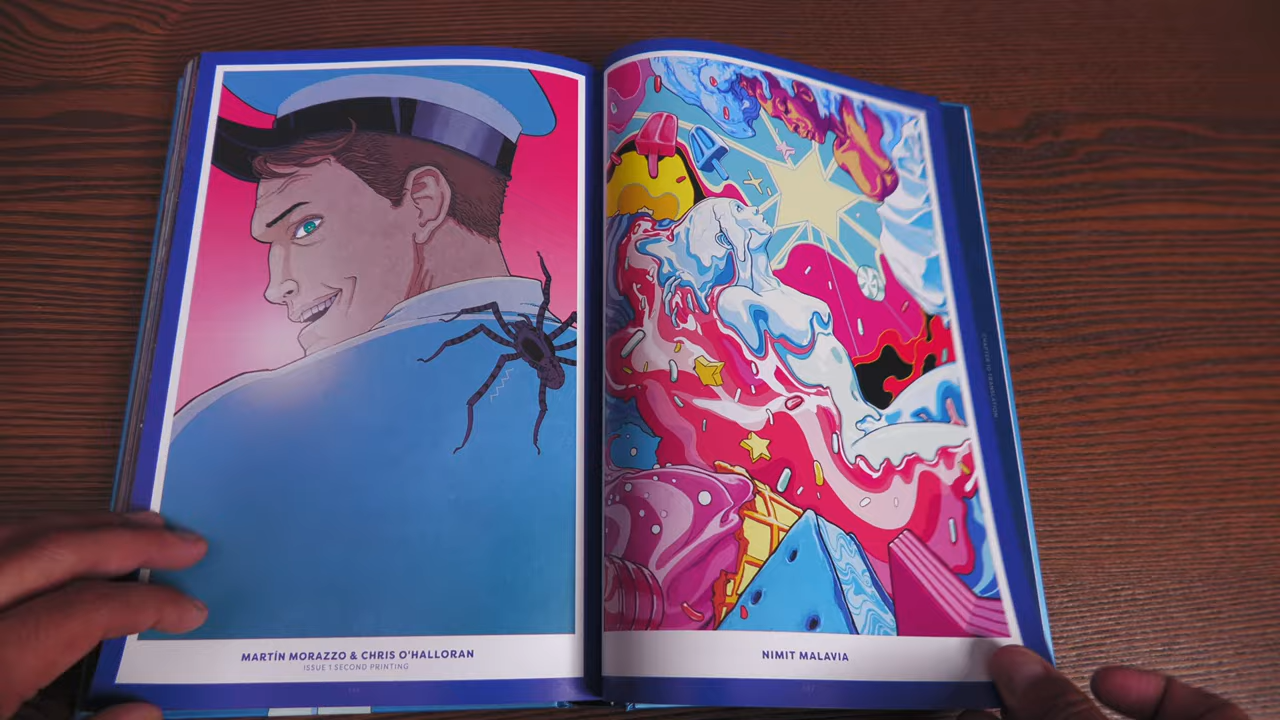 MARTÍN MORAZZO & CHRIS O'HALLORAN
ISSUE 1 SECOND PRINTING
NIMIT MALAVIA